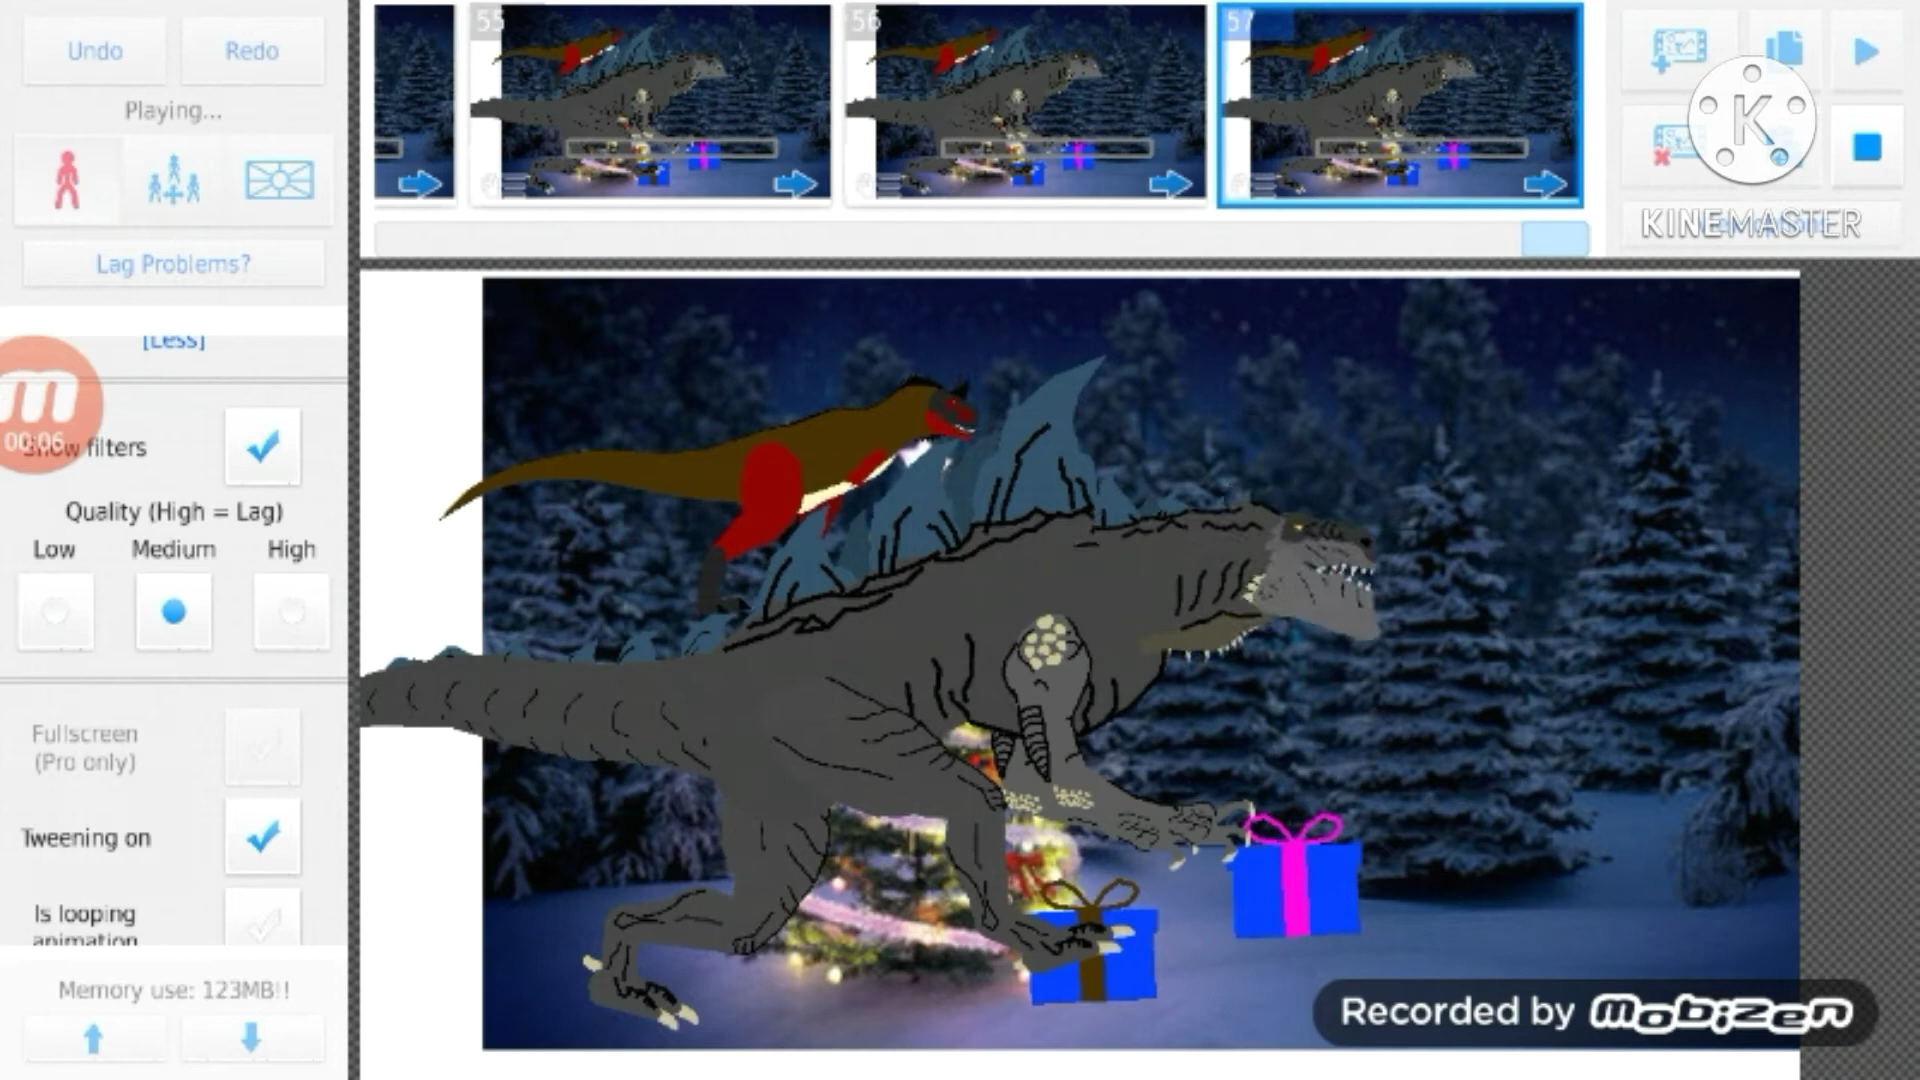 Undo
Redo
Playing...
Lag Problems?
[Less]
00:06
Show filters
Quality (High = Lag)
Low
Medium
High
Fullscreen
(Pro only)
Tweening on
Is looping
animation
Memory use: 123MB!!
55
56
57
K
KINEMASTER
Recorded by mobizen